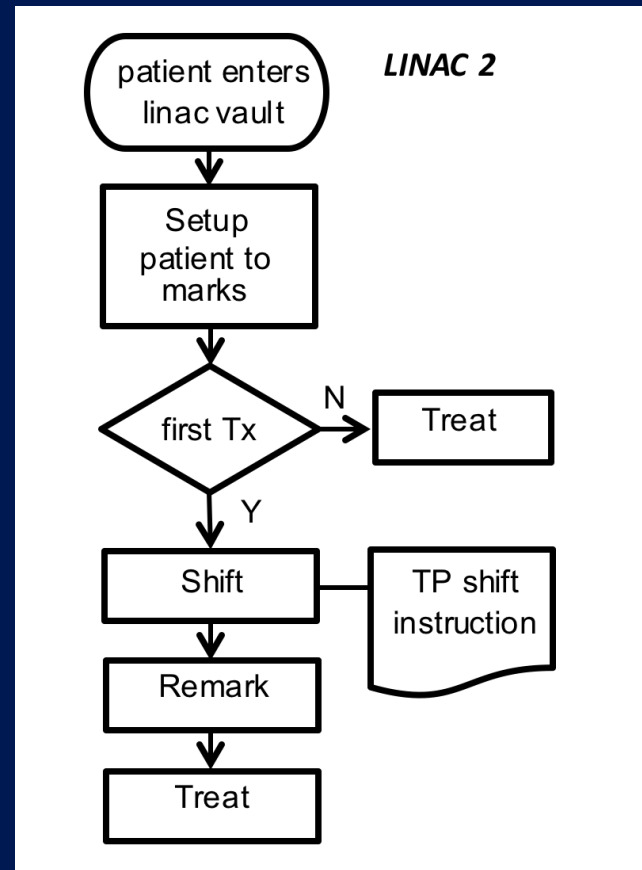 LINAC 2
patient enters
linac vault
Setup
patient to
marks
first Tx
N
Treat
Y
Shift
TP shift
instruction
Remark
Treat